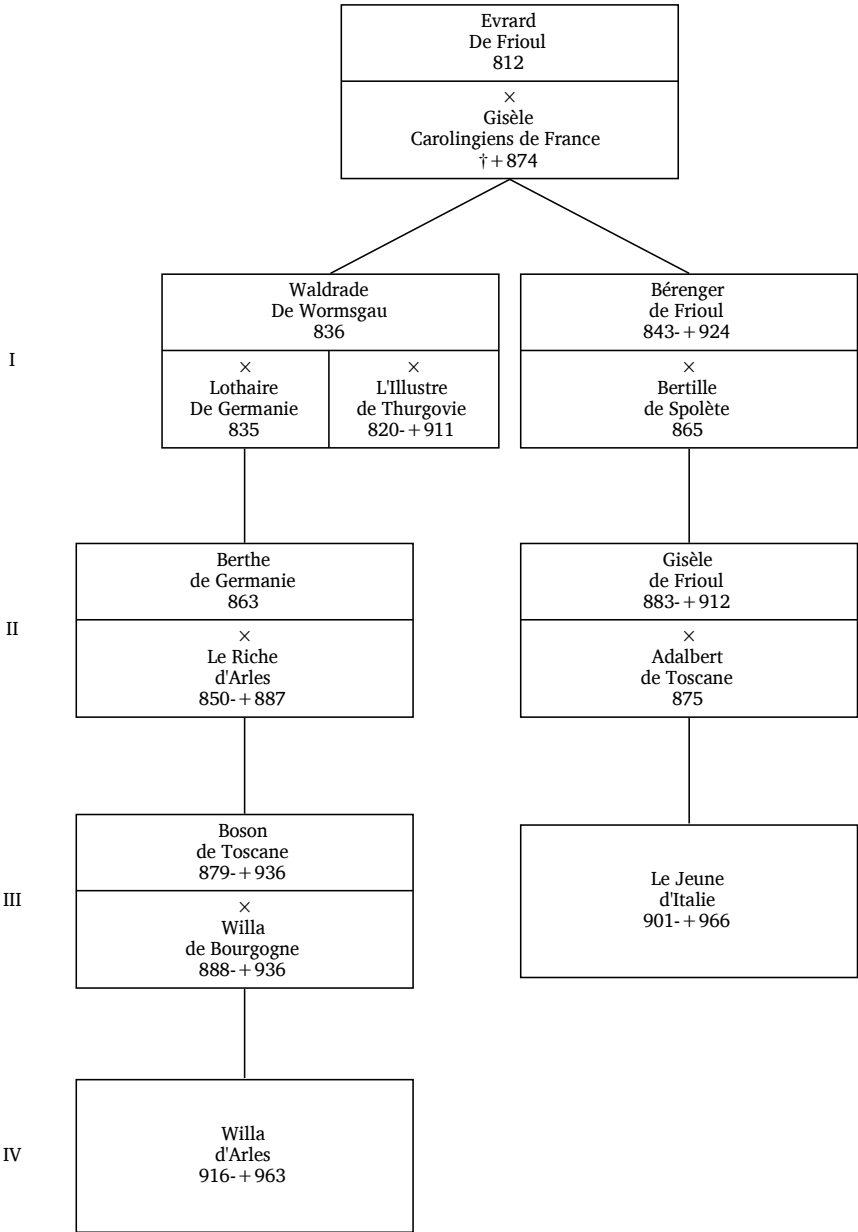 Evrard
De Frioul
812
×
Gisèle
Carolingiens de France
†+874
I
Waldrade
De Wormsgau
836
×
Lothaire
De Germanie
835
×
L'Illustre
de Thurgovie
820-+911
Bérenger
de Frioul
843-+924
×
Bertille
de Spolète
865
II
Berthe
de Germanie
863
×
Le Riche
d'Arles
850-+887
Gisèle
de Frioul
883-+912
×
Adalbert
de Toscane
875
III
Boson
de Toscane
879-+936
×
Willa
de Bourgogne
888-+936
Le Jeune
d'Italie
901-+966
IV
Willa
d'Arles
916-+963